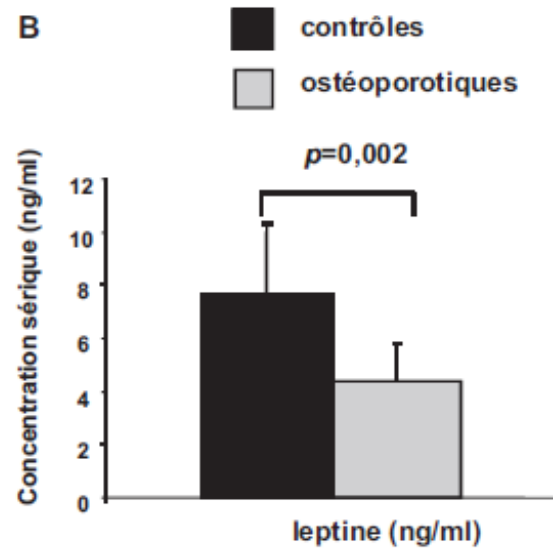 B
contrôles
ostéoporotiques
p=0,002
Concentration sérique (ng/ml)
12
10
8
6
4
2
0
leptine (ng/ml)